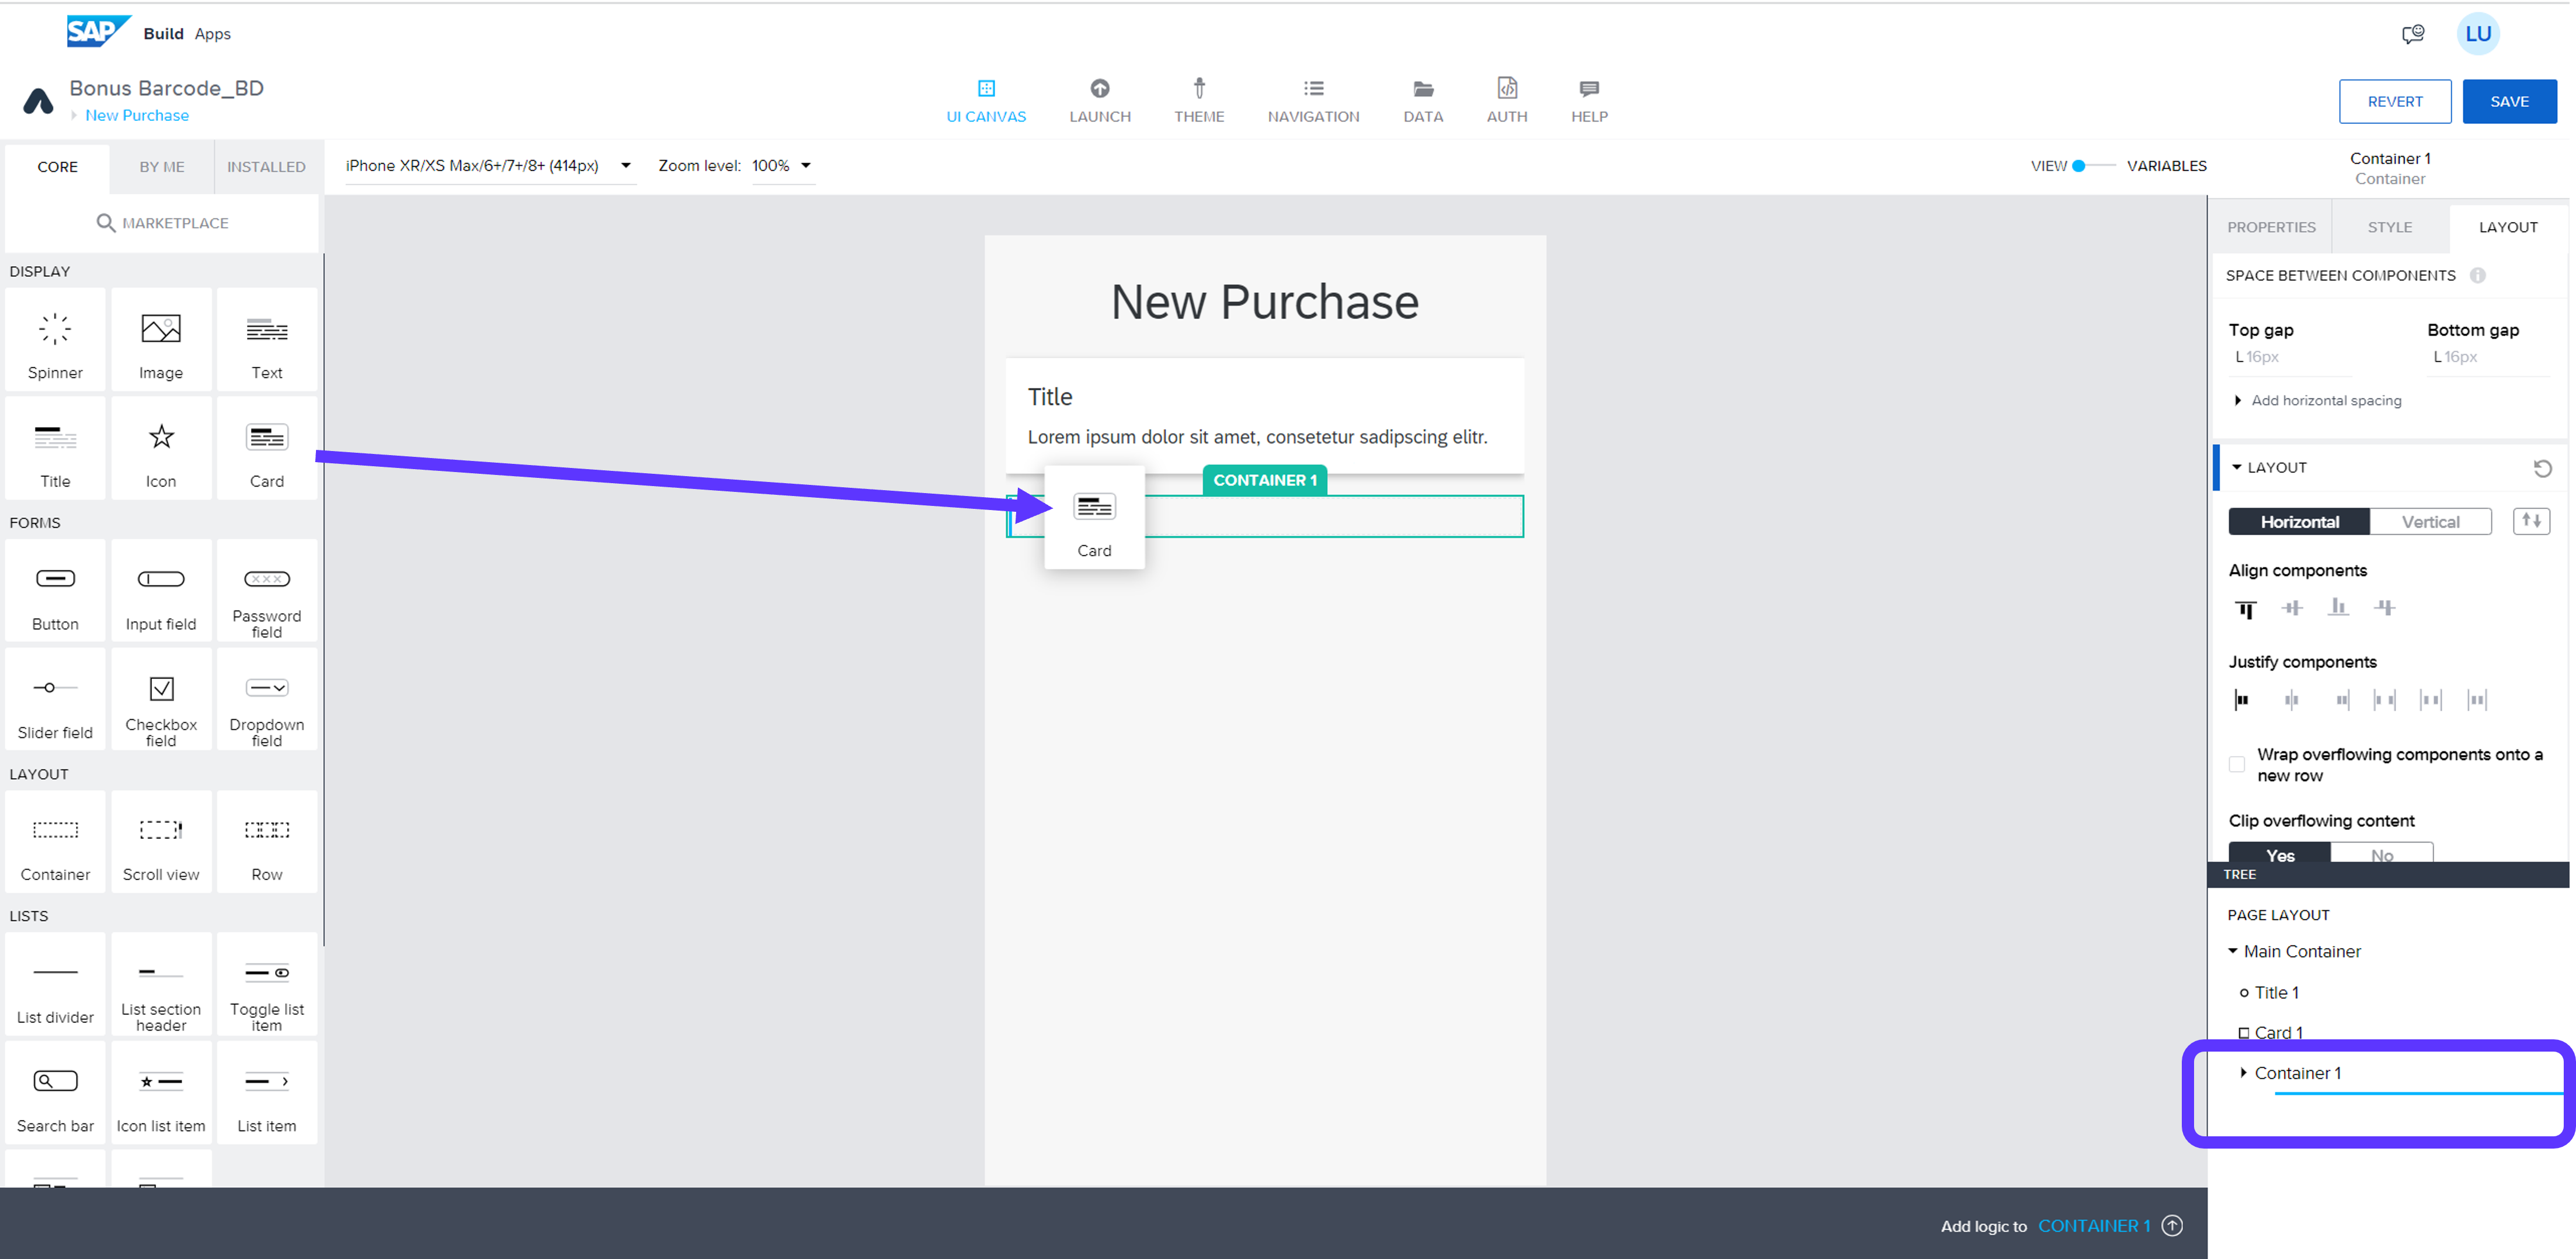 SAP Build Apps
LU
Bonus Barcode_BD
New Purchase
UI CANVAS
LAUNCH
THEME
NAVIGATION
DATA
AUTH
HELP
REVERT
SAVE
CORE
BY ME
INSTALLED
MARKETPLACE
iPhone XR/XS Max/6+/7+/8+ (414px)
Zoom level: 100%
VIEW
VARIABLES
DISPLAY
Spinner
Image
Text
Title
Icon
Card
FORMS
Button
Input field
Password
field
Slider field
Checkbox
field
Dropdown
field
LAYOUT
Container
Scroll view
Row
LISTS
List divider
List section
header
Toggle list
item
Search bar
Icon list item
List item
New Purchase
Title
Lorem ipsum dolor sit amet, consetetur sadipscing elitr.
CONTAINER 1
Card
Add logic to CONTAINER 1
Container 1
Container
PROPERTIES
STYLE
LAYOUT
SPACE BETWEEN COMPONENTS
Top gap
Bottom gap
L 16px
L 16px
Add horizontal spacing
LAYOUT
Horizontal
Vertical
Align components
Justify components
Wrap overflowing components onto a
new row
Clip overflowing content
Yes
No
TREE
PAGE LAYOUT
Main Container
Title 1
Card 1
Container 1